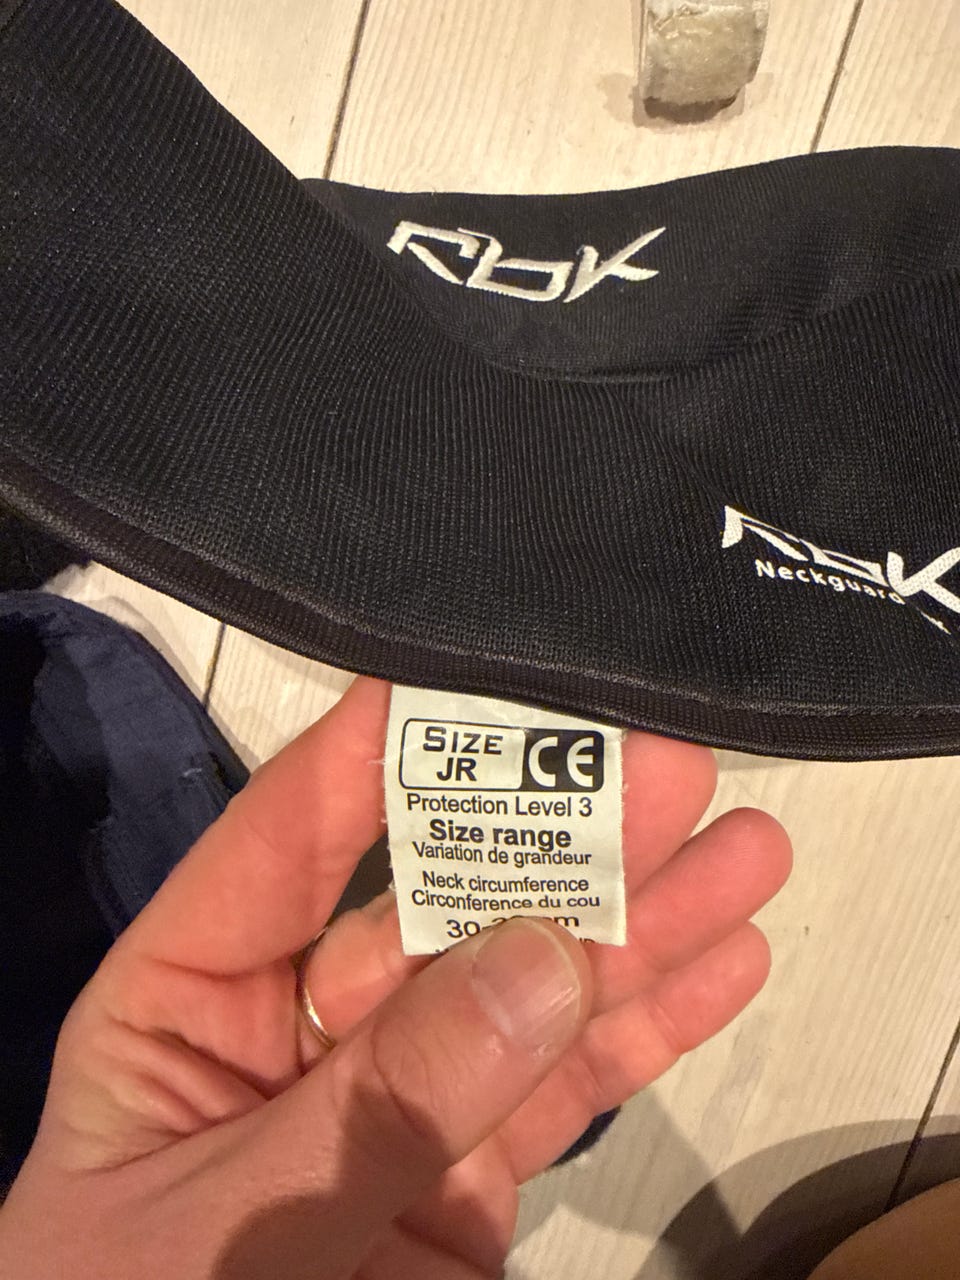 rbk
rbk
Neckguard
SIZE
JR
CE
Protection Level 3
Size range
Variation de grandeur
Neck circumference
Circonference du cou
30-